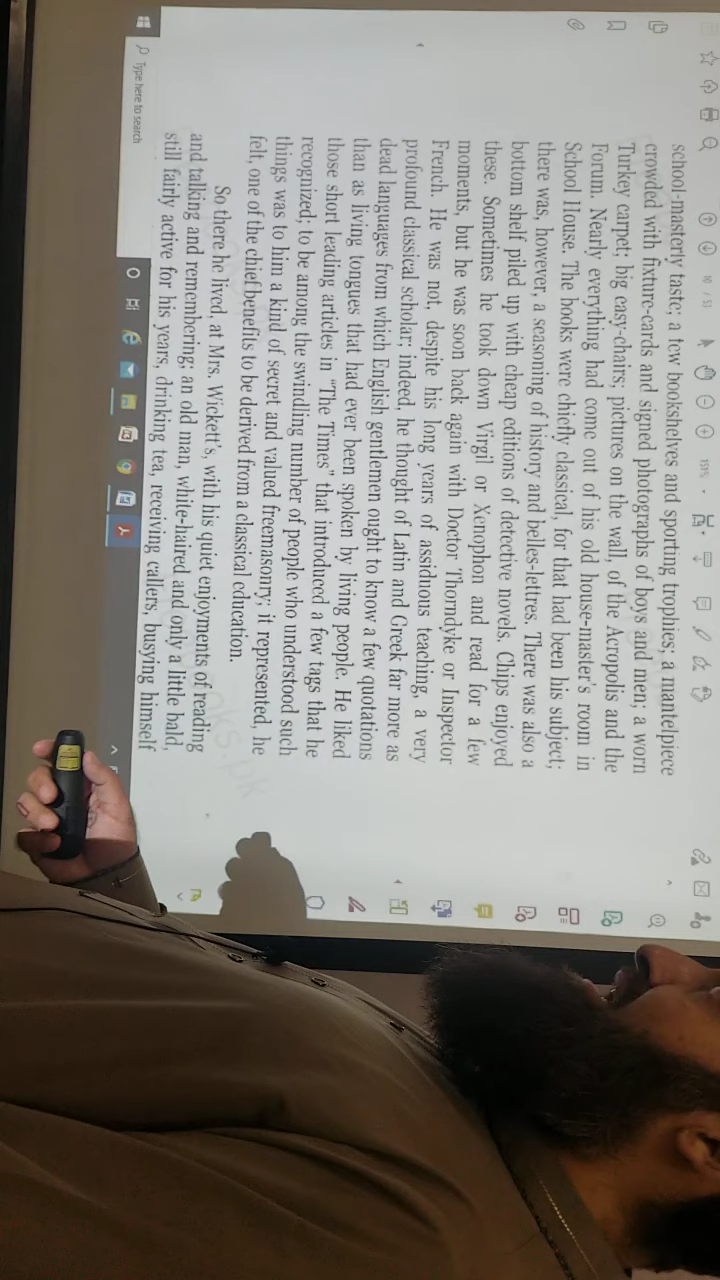 10 / 51
151%
school-masterly taste; a few bookshelves and sporting trophies; a mantelpiece
crowded with fixture-cards and signed photographs of boys and men; a worn
Turkey carpet; big easy-chairs; pictures on the wall, of the Acropolis and the
Forum. Nearly everything had come out of his old house-master's room in
School House. The books were chiefly classical, for that had been his subject;
there was, however, a seasoning of history and belles-lettres. There was also a
bottom shelf piled up with cheap editions of detective novels. Chips enjoyed
these. Sometimes he took down Virgil or Xenophon and read for a few
moments, but he was soon back again with Doctor Thorndyke or Inspector
French. He was not, despite his long years of assiduous teaching, a very
profound classical scholar; indeed, he thought of Latin and Greek far more as
dead languages from which English gentlemen ought to know a few quotations
than as living tongues that had ever been spoken by living people. He liked
those short leading articles in "The Times" that introduced a few tags that he
recognized; to be among the swindling number of people who understood such
things was to him a kind of secret and valued freemasonry; it represented, he
felt, one of the chief benefits to be derived from a classical education.
So there he lived, at Mrs. Wickett's, with his quiet enjoyments of reading
and talking and remembering; an old man, white-haired and only a little bald,
still fairly active for his years, drinking tea, receiving callers, busying himself
Type here to search